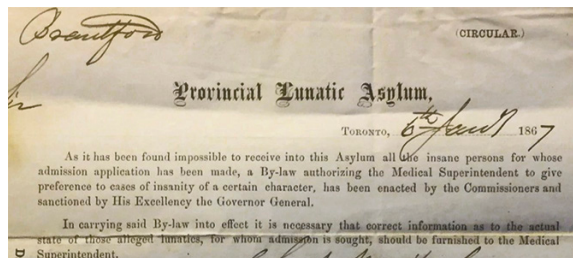 Brantford
(CIRCULAR.)
Provincial Lunatic Asylum,
TORONTO, 6th Jany 1867
As it has been found impossible to receive into this Asylum all the insane persons for whose
admission application has been made, a By-law authorizing the Medical Superintendent to give
preference to cases of insanity of a certain character, has been enacted by the Commissioners and
sanctioned by His Excellency the Governor General.
In carrying said By-law into effect it is necessary that correct information as to the actual
state of those alleged lunatics, for whom admission is sought, should be furnished to the Medical
Superintendent.